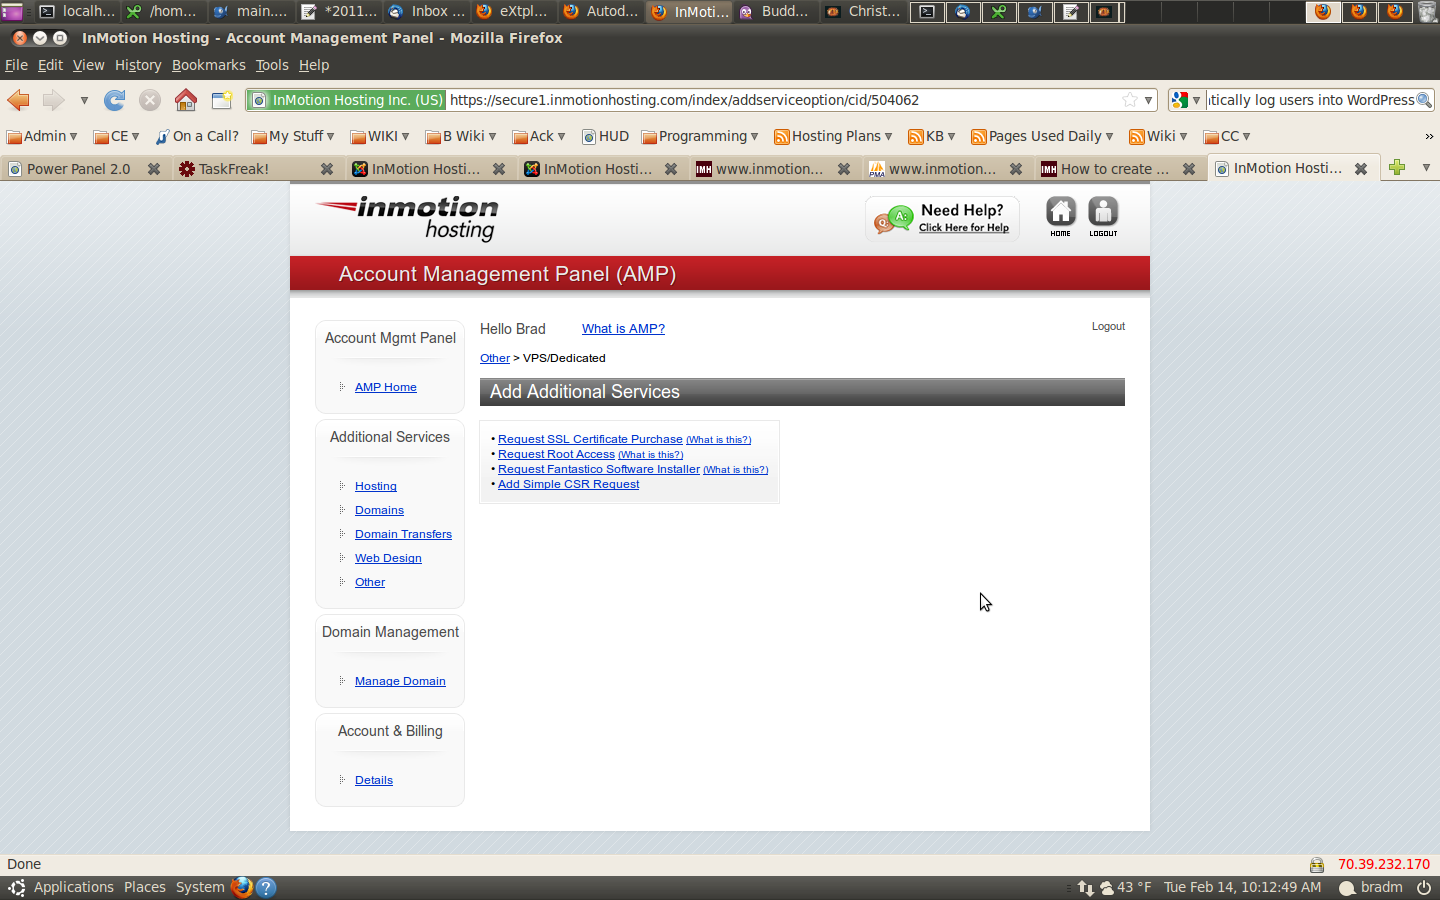 localh... /hom... main.... *2011... Inbox ... eXtpl... Autod... InMoti... Budd... Christ...
InMotion Hosting - Account Management Panel - Mozilla Firefox
File Edit View History Bookmarks Tools Help
InMotion Hosting Inc. (US) https://secure1.inmotionhosting.com/index/addserviceoption/cid/504062 tically log users into WordPress
Admin CE On a Call? My Stuff WIKI B Wiki Ack HUD Programming Hosting Plans KB Pages Used Daily Wiki CC »
Power Panel 2.0 TaskFreak! InMotion Hosti... InMotion Hosti... IMH www.inmotion... PMA www.inmotion... IMH How to create ... InMotion Hosti...
inmotion
hosting
Q: A: Need Help?
Click Here for Help
HOME LOGOUT
Account Management Panel (AMP)
Account Mgmt Panel
AMP Home
Additional Services
Hosting
Domains
Domain Transfers
Web Design
Other
Domain Management
Manage Domain
Account & Billing
Details
Hello Brad What is AMP? Logout
Other > VPS/Dedicated
Add Additional Services
• Request SSL Certificate Purchase (What is this?)
• Request Root Access (What is this?)
• Request Fantastico Software Installer (What is this?)
• Add Simple CSR Request
Done 70.39.232.170
Applications Places System ? 43 °F Tue Feb 14, 10:12:49 AM bradm